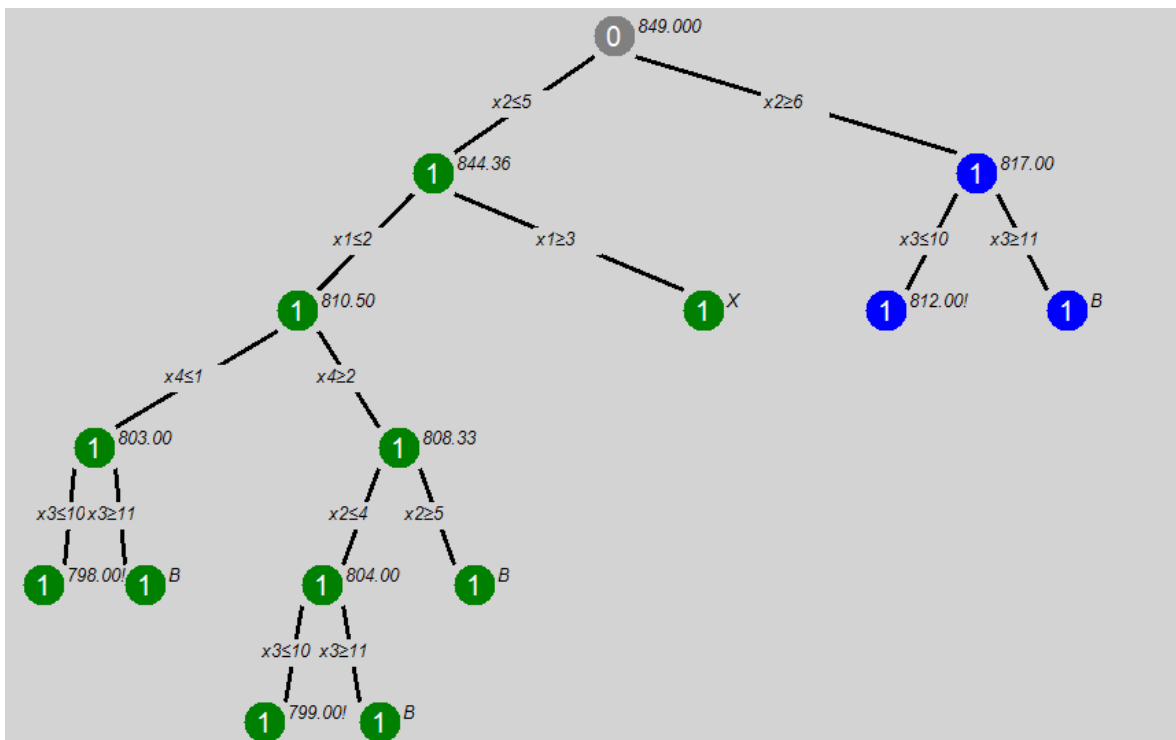 0 849.000
x2≤5 x2≥6
1 844.36 1 817.00
x1≤2 x1≥3 x3≤10 x3≥11
1 810.50 1 X 1 812.00! 1 B
x4≤1 x4≥2
1 803.00 1 808.33
x3≤10 x3≥11 x2≤4 x2≥5
1 798.00! 1 B 1 804.00 1 B
x3≤10 x3≥11
1 799.00! 1 B